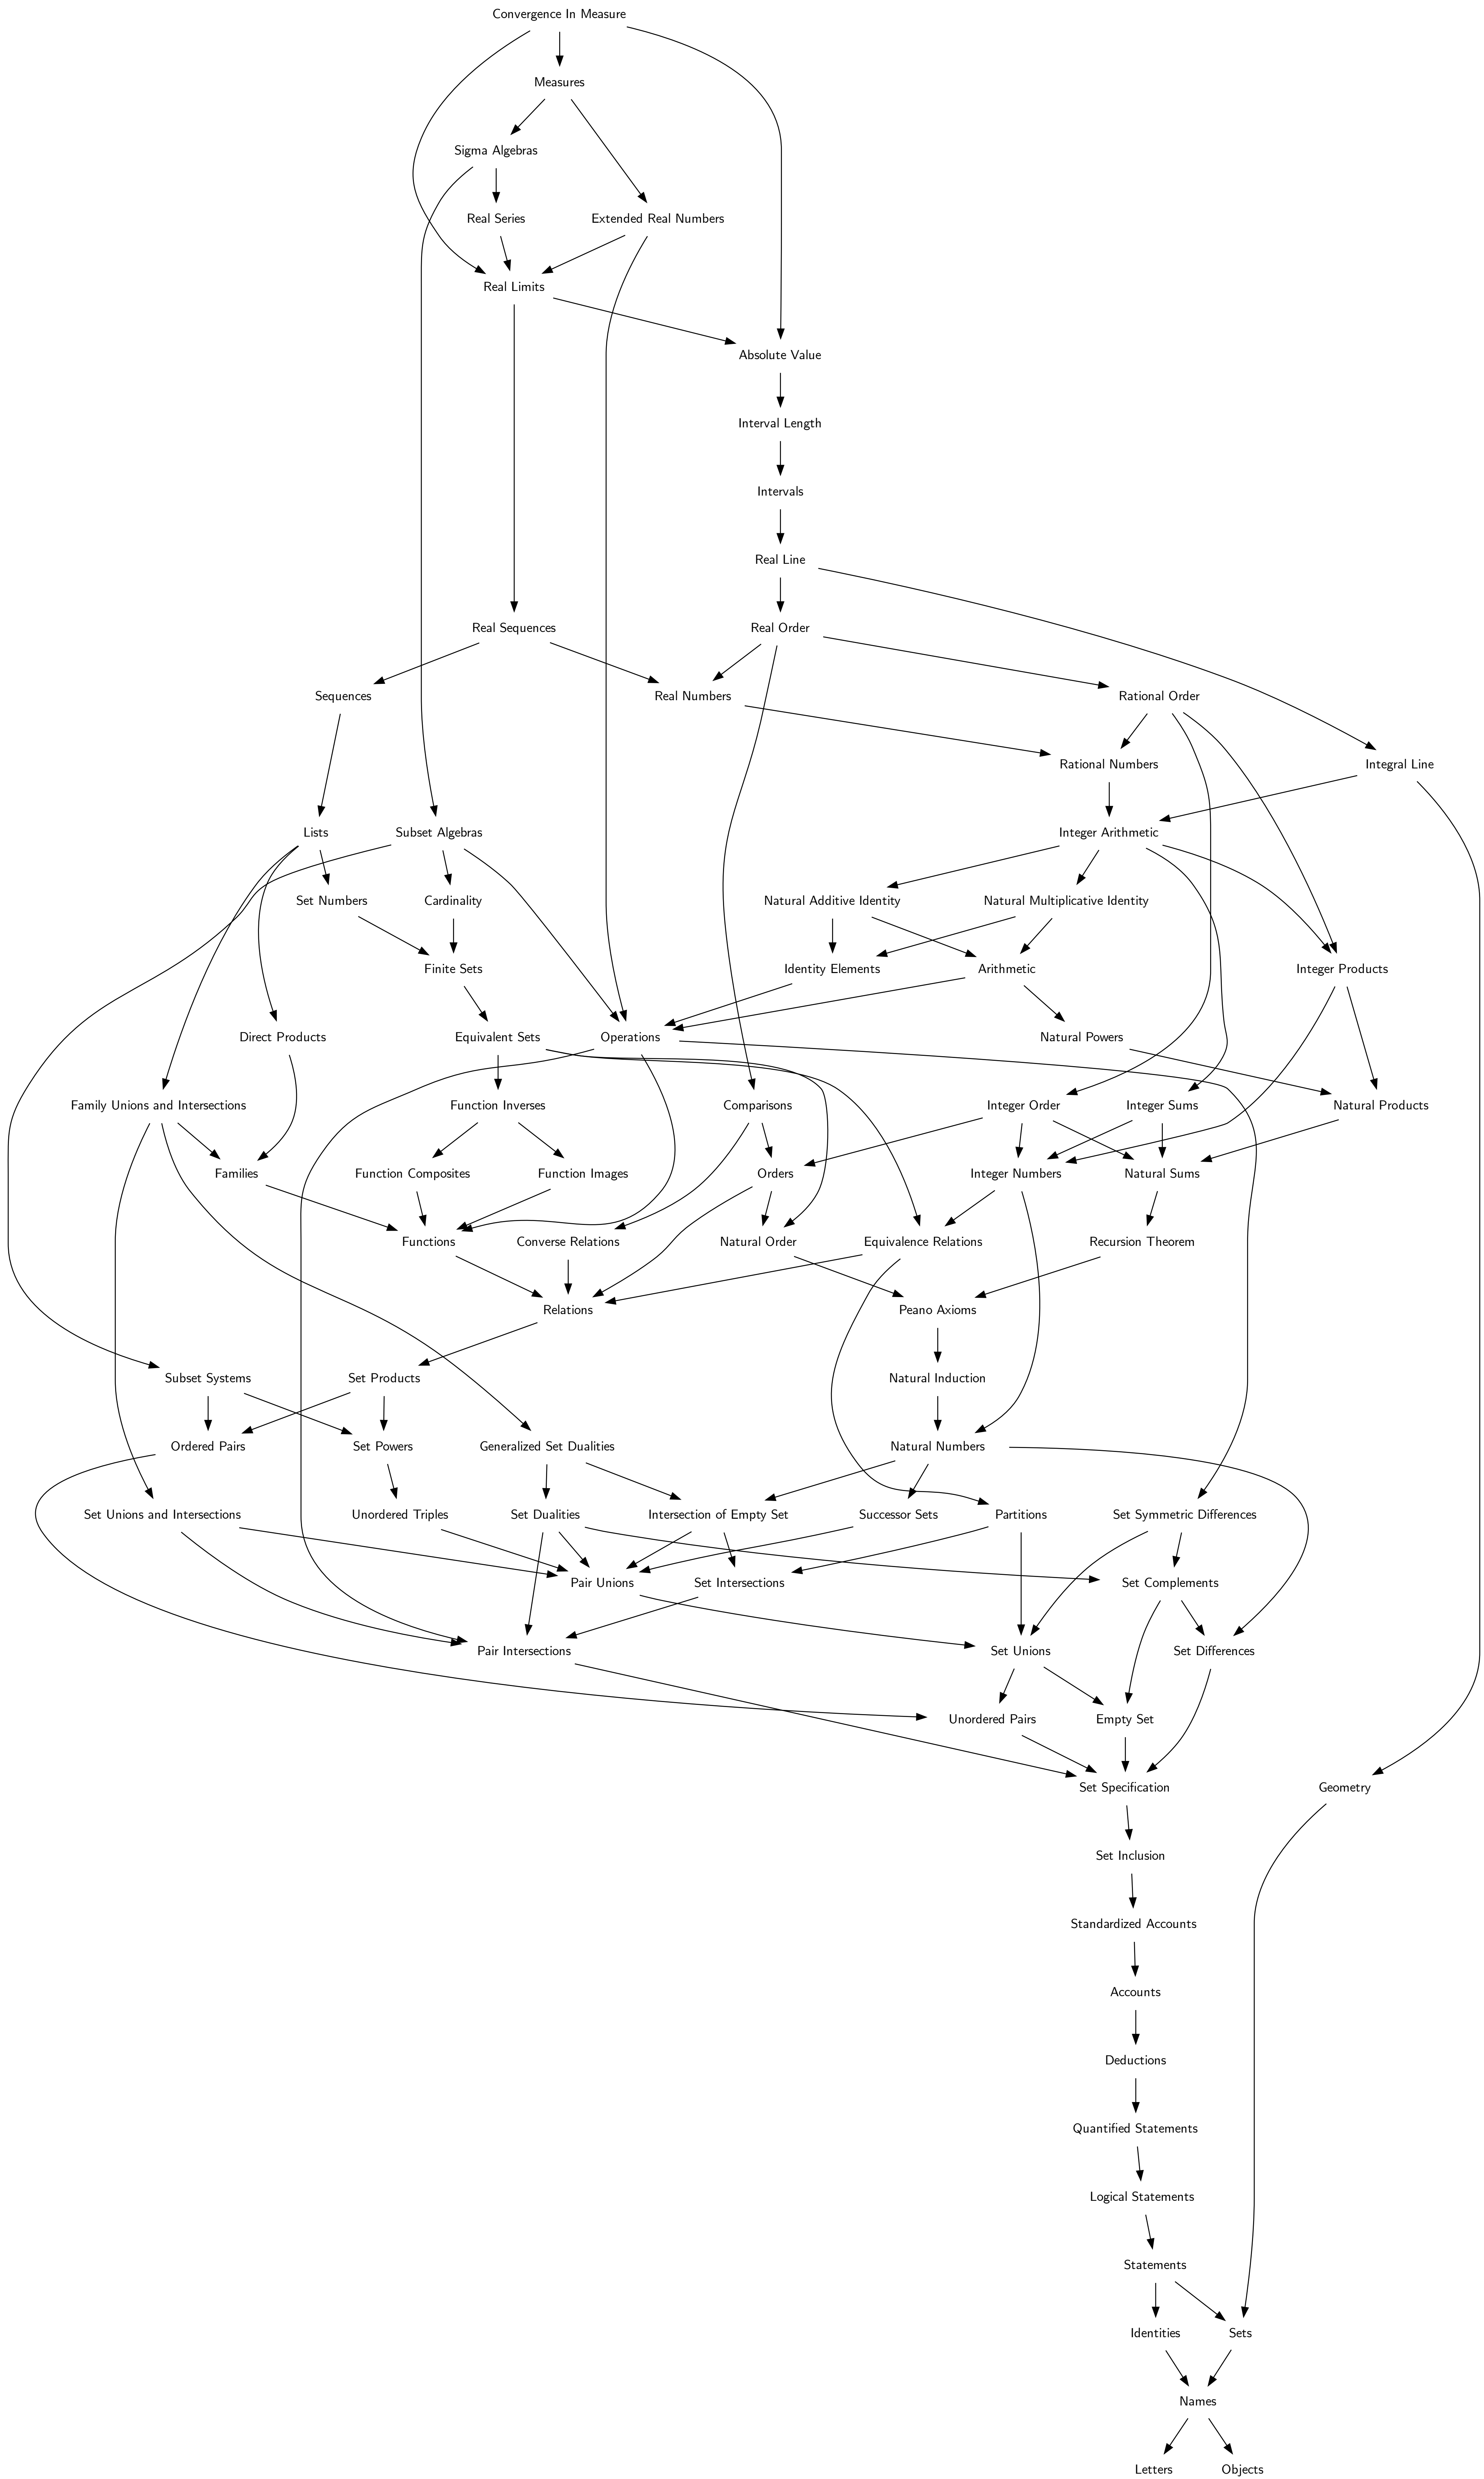 Convergence In Measure
Measures
Sigma Algebras
Real Series
Extended Real Numbers
Real Limits
Absolute Value
Interval Length
Intervals
Real Line
Real Sequences
Real Order
Sequences
Real Numbers
Rational Order
Rational Numbers
Integral Line
Lists
Subset Algebras
Integer Arithmetic
Set Numbers
Cardinality
Natural Additive Identity
Natural Multiplicative Identity
Finite Sets
Identity Elements
Arithmetic
Integer Products
Direct Products
Equivalent Sets
Operations
Natural Powers
Family Unions and Intersections
Function Inverses
Comparisons
Integer Order
Integer Sums
Natural Products
Families
Function Composites
Function Images
Orders
Integer Numbers
Natural Sums
Functions
Converse Relations
Natural Order
Equivalence Relations
Recursion Theorem
Relations
Peano Axioms
Subset Systems
Set Products
Natural Induction
Ordered Pairs
Set Powers
Generalized Set Dualities
Natural Numbers
Set Unions and Intersections
Unordered Triples
Set Dualities
Intersection of Empty Set
Successor Sets
Partitions
Set Symmetric Differences
Pair Unions
Set Intersections
Set Complements
Pair Intersections
Set Unions
Set Differences
Unordered Pairs
Empty Set
Set Specification
Geometry
Set Inclusion
Standardized Accounts
Accounts
Deductions
Quantified Statements
Logical Statements
Statements
Identities
Sets
Names
Letters
Objects